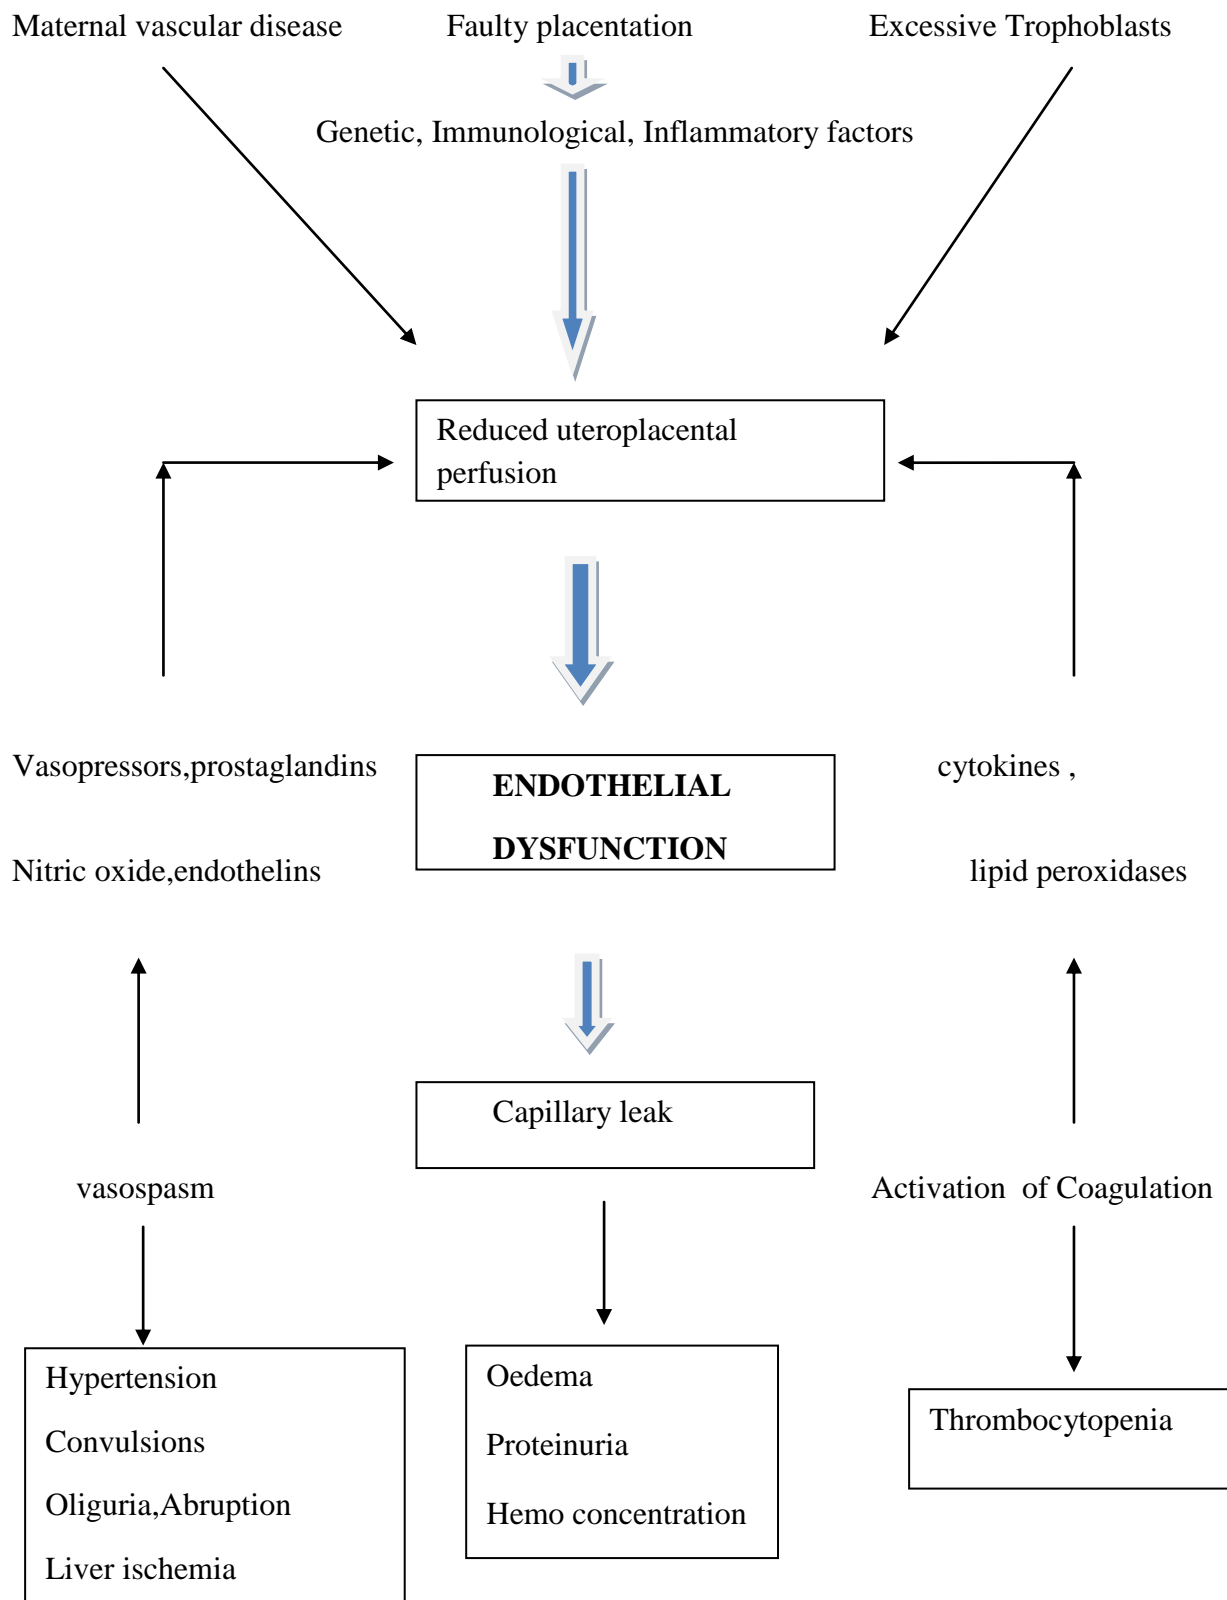 Maternal vascular disease Faulty placentation Excessive Trophoblasts
Genetic, Immunological, Inflammatory factors
Reduced uteroplacental
perfusion
Vasopressors,prostaglandins
Nitric oxide,endothelins
ENDOTHELIAL
DYSFUNCTION
cytokines ,
lipid peroxidases
Capillary leak
vasospasm
Activation of Coagulation
Hypertension
Convulsions
Oliguria,Abruption
Liver ischemia
Oedema
Proteinuria
Hemo concentration
Thrombocytopenia